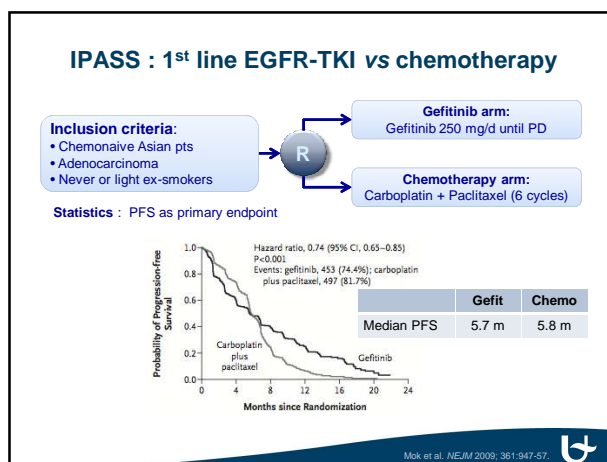 IPASS : 1st line EGFR-TKI vs chemotherapy
Inclusion criteria:
• Chemonaive Asian pts
• Adenocarcinoma
• Never or light ex-smokers
R
Gefitinib arm:
Gefitinib 250 mg/d until PD
Chemotherapy arm:
Carboplatin + Paclitaxel (6 cycles)
Statistics : PFS as primary endpoint
Probability of Progression-free
Survival
1.0
0.8
0.6
0.4
0.2
0.0
Hazard ratio, 0.74 (95% CI, 0.65–0.85)
P<0.001
Events: gefitinib, 453 (74.4%); carboplatin
plus paclitaxel, 497 (81.7%)
Carboplatin
plus
paclitaxel
Gefitinib
0 4 8 12 16 20 24
Months since Randomization
Gefit Chemo
Median PFS 5.7 m 5.8 m
Mok et al. NEJM 2009; 361:947-57.